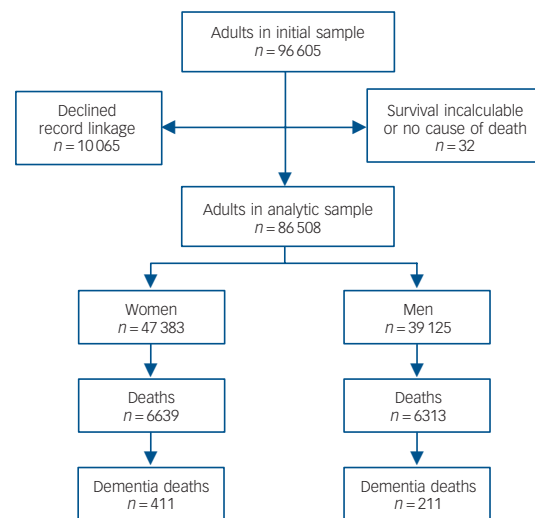 Adults in initial sample
n = 96 605
Declined
record linkage
n = 10 065
Survival incalculable
or no cause of death
n = 32
Adults in analytic sample
n = 86 508
Women
n = 47 383
Men
n = 39 125
Deaths
n = 6639
Deaths
n = 6313
Dementia deaths
n = 411
Dementia deaths
n = 211